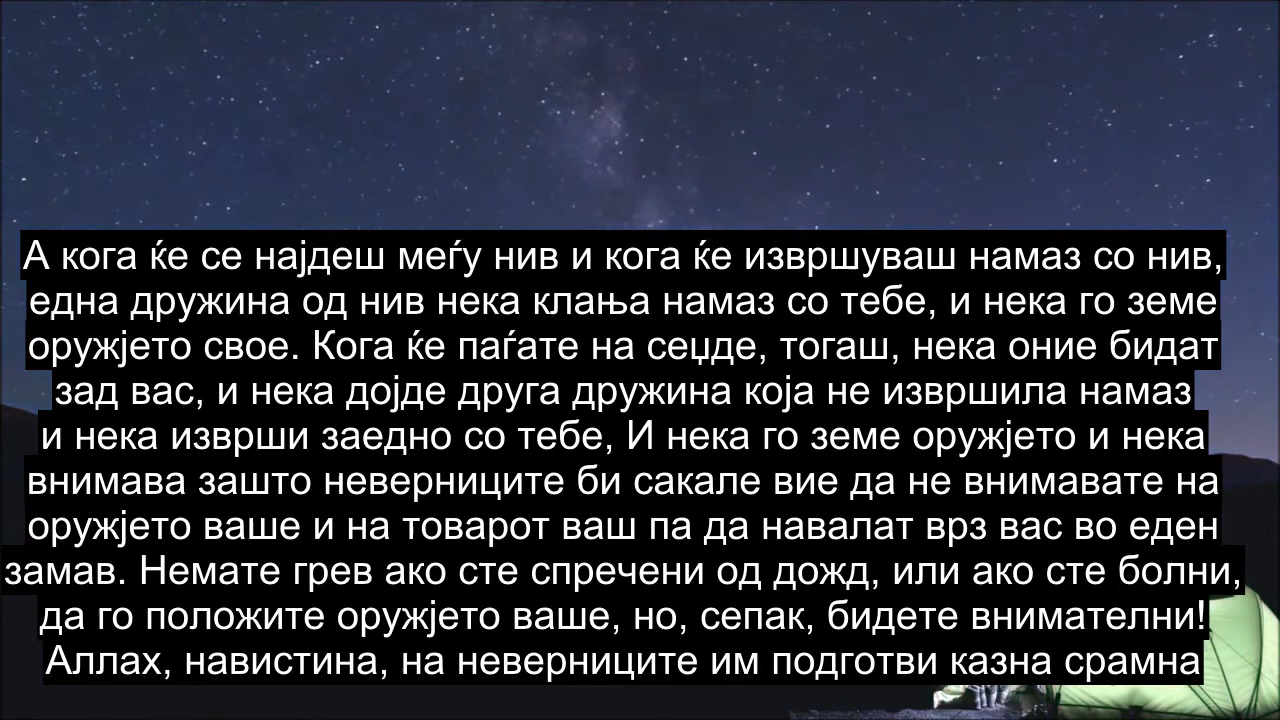 А кога ќе се најдеш меѓу нив и кога ќе извршуваш намаз со нив,
една дружина од нив нека клања намаз со тебе, и нека го земе
оружјето свое. Кога ќе паѓате на сеџде, тогаш, нека оние бидат
зад вас, и нека дојде друга дружина која не извршила намаз
и нека изврши заедно со тебе, И нека го земе оружјето и нека
внимава зашто неверниците би сакале вие да не внимавате на
оружјето ваше и на товарот ваш па да навалат врз вас во еден
замав. Немате грев ако сте спречени од дожд, или ако сте болни,
да го положите оружјето ваше, но, сепак, бидете внимателни!
Аллах, навистина, на неверниците им подготви казна срамна